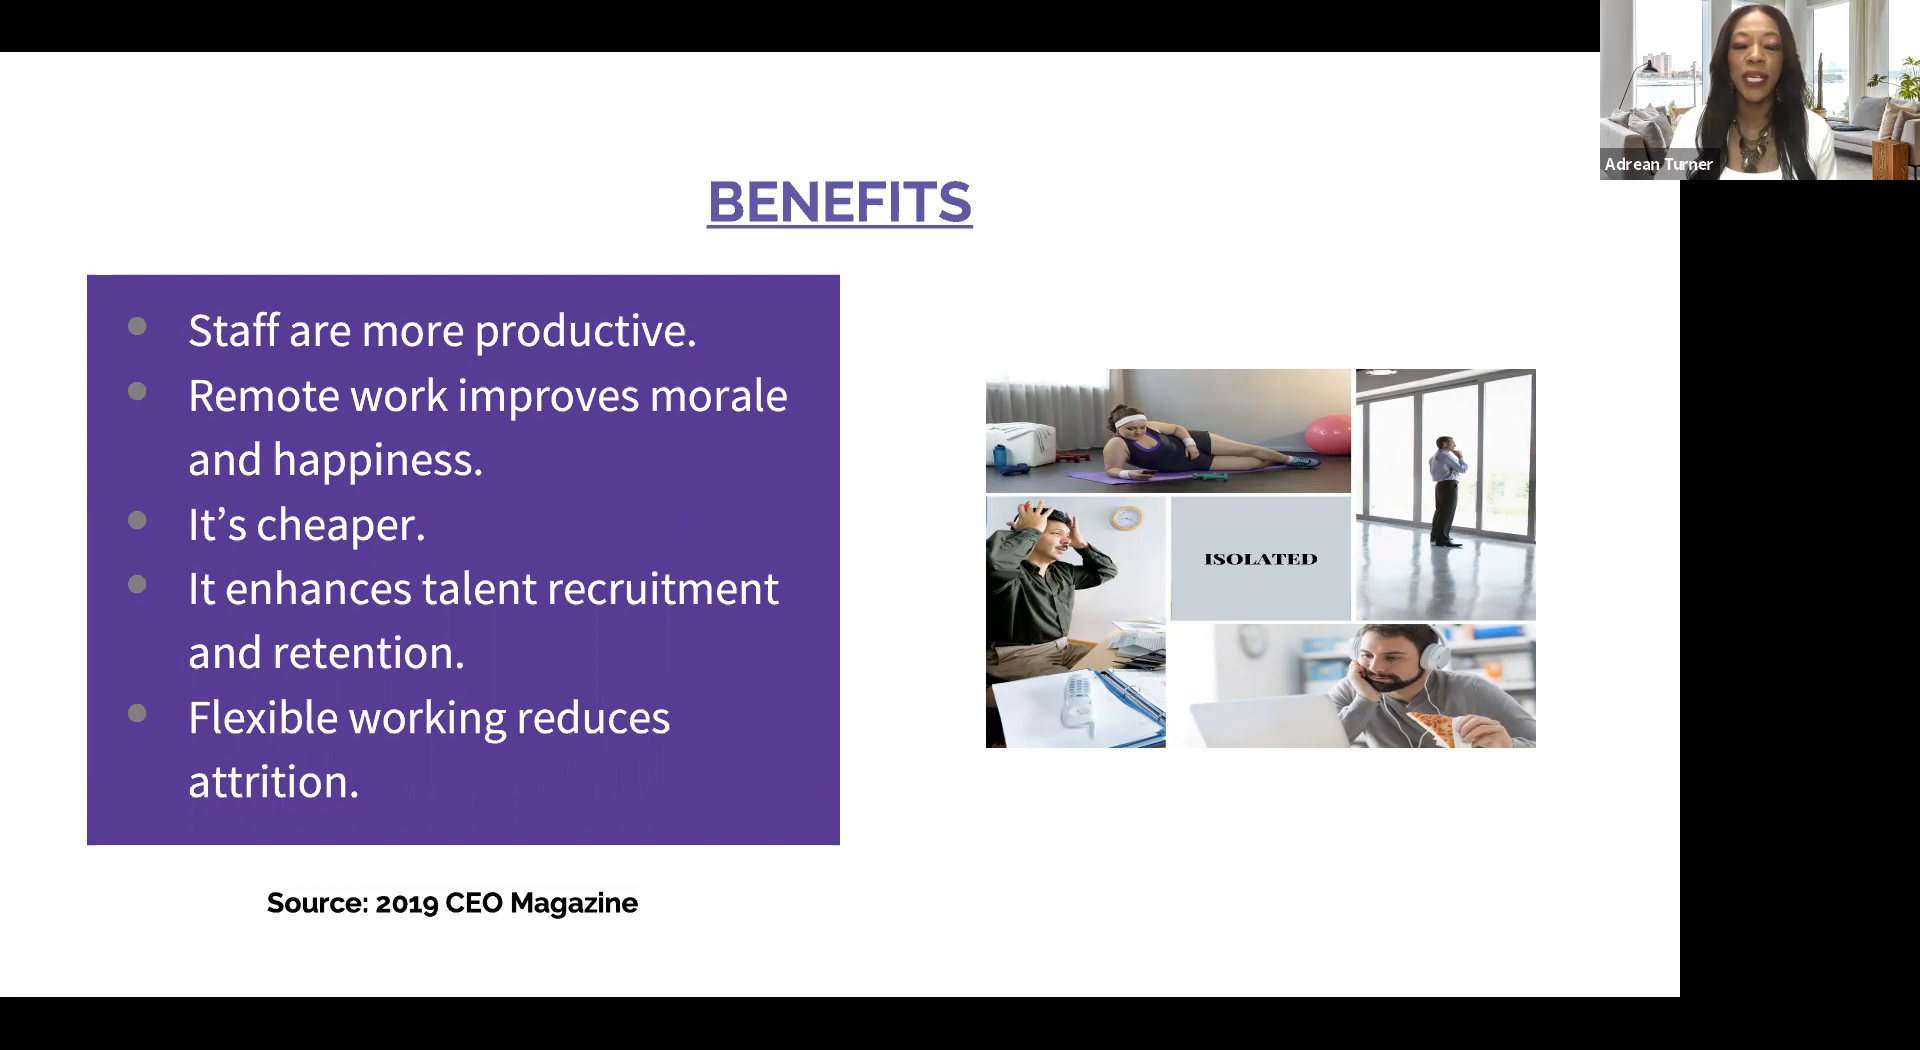 Adrean Turner
BENEFITS
Staff are more productive.
Remote work improves morale
and happiness.
It’s cheaper.
It enhances talent recruitment
and retention.
Flexible working reduces
attrition.
ISOLATED
Source: 2019 CEO Magazine